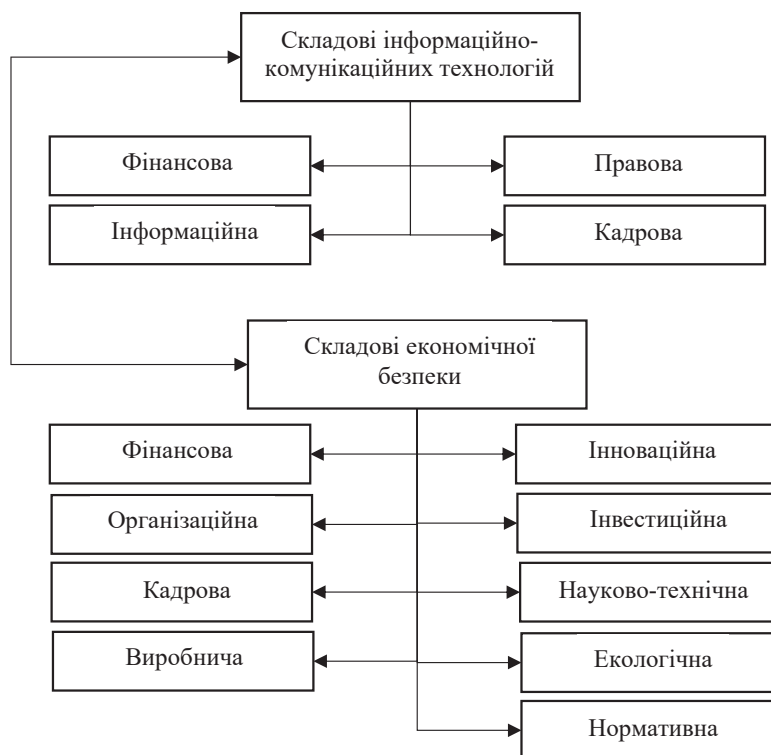 Складові інформаційно-
комунікаційних технологій
Фінансова
Правова
Інформаційна
Кадрова
Складові економічної
безпеки
Фінансова
Інноваційна
Організаційна
Інвестиційна
Кадрова
Науково-технічна
Виробнича
Екологічна
Нормативна